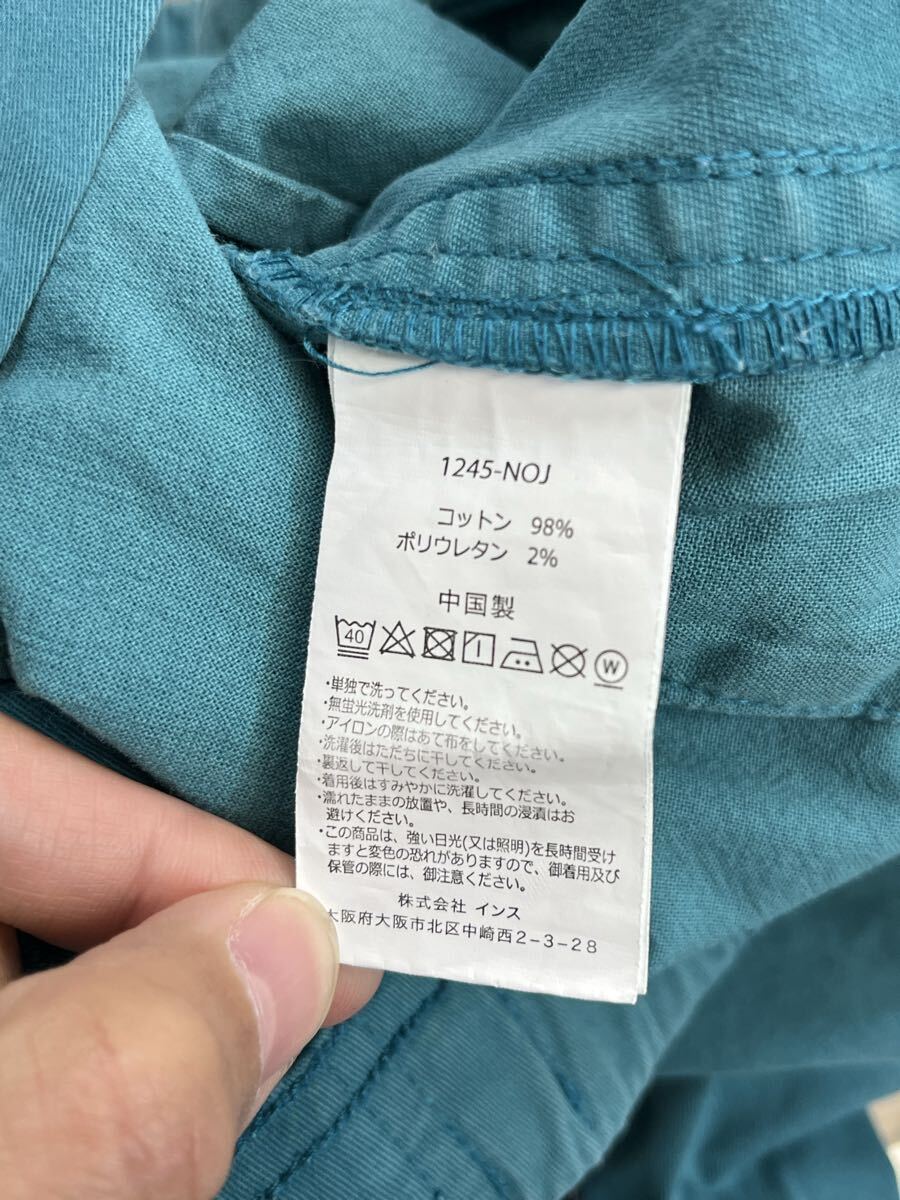 1245-NOJ
コットン 98%
ポリウレタン 2%
中国製
40 W
・単独で洗ってください。
・無蛍光洗剤を使用してください。
・アイロンの際はあて布をしてください。
・洗濯後はただちに干してください。
・裏返して干してください。
・着用後はすみやかに洗濯してください。
・濡れたままの放置や、長時間の浸漬はお
避けください。
・この商品は、強い日光(又は照明)を長時間受け
ますと変色の恐れがありますので、御着用及び
保管の際には、御注意ください。
株式会社 インス
大阪府大阪市北区中崎西2-3-28